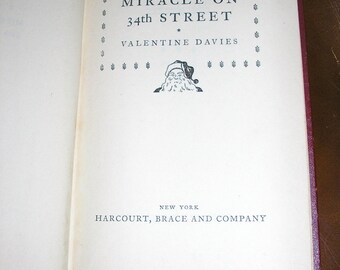 MIRACLE ON
34th STREET
VALENTINE DAVIES
NEW YORK
HARCOURT, BRACE AND COMPANY